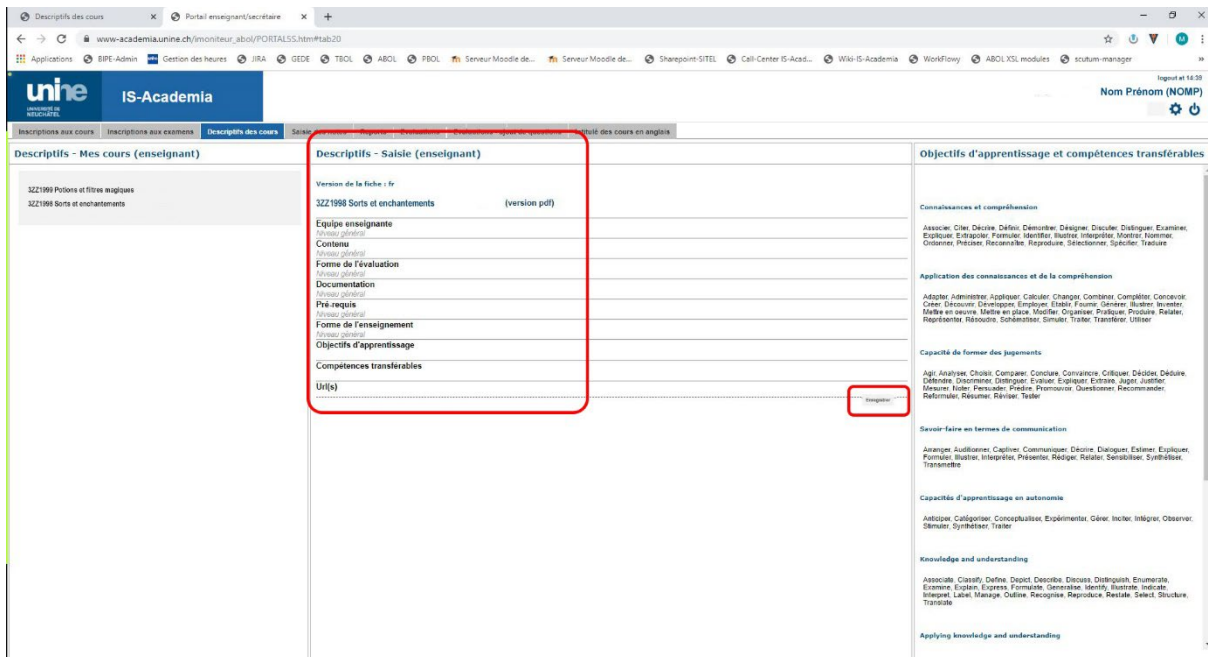 Descriptifs des cours
Portail enseignant/secrétaire
www-academia.unine.ch/imoniteur_abol/PORTAL5S.htm#tab20
Applications BIPE-Admin Gestion des heures JIRA GEDE TBOL ABOL PBOL Serveur Moodle de... Serveur Moodle de... Sharepoint-SITEL Call-Center IS-Acad... Wiki-IS-Academia WorkFlowy ABOL XSL modules scutum-manager »
unine
UNIVERSITÉ DE
NEUCHÂTEL
IS-Academia
logout at 14:39
Nom Prénom (NOMP)
Inscriptions aux cours Inscriptions aux examens Descriptifs des cours Saisie des notes Reports Evaluations Intitulé des cours en anglais
Descriptifs - Mes cours (enseignant)
3ZZ1999 Potions et filtres magiques
3ZZ1998 Sorts et enchantements
Descriptifs - Saisie (enseignant)
Version de la fiche : fr
3ZZ1998 Sorts et enchantements (version pdf)
Equipe enseignante
Niveau général
Contenu
Niveau général
Forme de l'évaluation
Niveau général
Documentation
Niveau général
Pré-requis
Niveau général
Forme de l'enseignement
Niveau général
Objectifs d'apprentissage
Compétences transférables
Url(s)
Enregistrer
Objectifs d'apprentissage et compétences transférables
Connaissances et compréhension
Associer, Citer, Décrire, Définir, Démontrer, Désigner, Discuter, Distinguer, Examiner,
Expliquer, Extrapoler, Formuler, Identifier, Illustrer, Interpréter, Montrer, Nommer,
Ordonner, Préciser, Reconnaître, Reproduire, Sélectionner, Spécifier, Traduire
Application des connaissances et de la compréhension
Adapter, Administrer, Appliquer, Calculer, Changer, Combiner, Compléter, Concevoir,
Créer, Découvrir, Développer, Employer, Etablir, Fournir, Générer, Illustrer, Inventer,
Mettre en oeuvre, Mettre en place, Modifier, Organiser, Pratiquer, Produire, Relater,
Représenter, Résoudre, Schématiser, Simuler, Traiter, Transférer, Utiliser
Capacité de former des jugements
Agir, Analyser, Choisir, Comparer, Conclure, Convaincre, Critiquer, Décider, Déduire,
Défendre, Discriminer, Distinguer, Evaluer, Expliquer, Extraire, Juger, Justifier,
Mesurer, Noter, Persuader, Prédire, Promouvoir, Questionner, Recommander,
Reformuler, Résumer, Réviser, Tester
Savoir-faire en termes de communication
Arranger, Auditionner, Captiver, Communiquer, Décrire, Dialoguer, Estimer, Expliquer,
Formuler, Illustrer, Interpréter, Présenter, Rédiger, Relater, Sensibiliser, Synthétiser,
Transmettre
Capacités d'apprentissage en autonomie
Anticiper, Catégoriser, Conceptualiser, Expérimenter, Gérer, Inciter, Intégrer, Observer,
Stimuler, Synthétiser, Traiter
Knowledge and understanding
Associate, Classify, Define, Depict, Describe, Discuss, Distinguish, Enumerate,
Examine, Explain, Express, Formulate, Generalise, Identify, Illustrate, Indicate,
Interpret, Label, Manage, Outline, Recognise, Reproduce, Restate, Select, Structure,
Translate
Applying knowledge and understanding